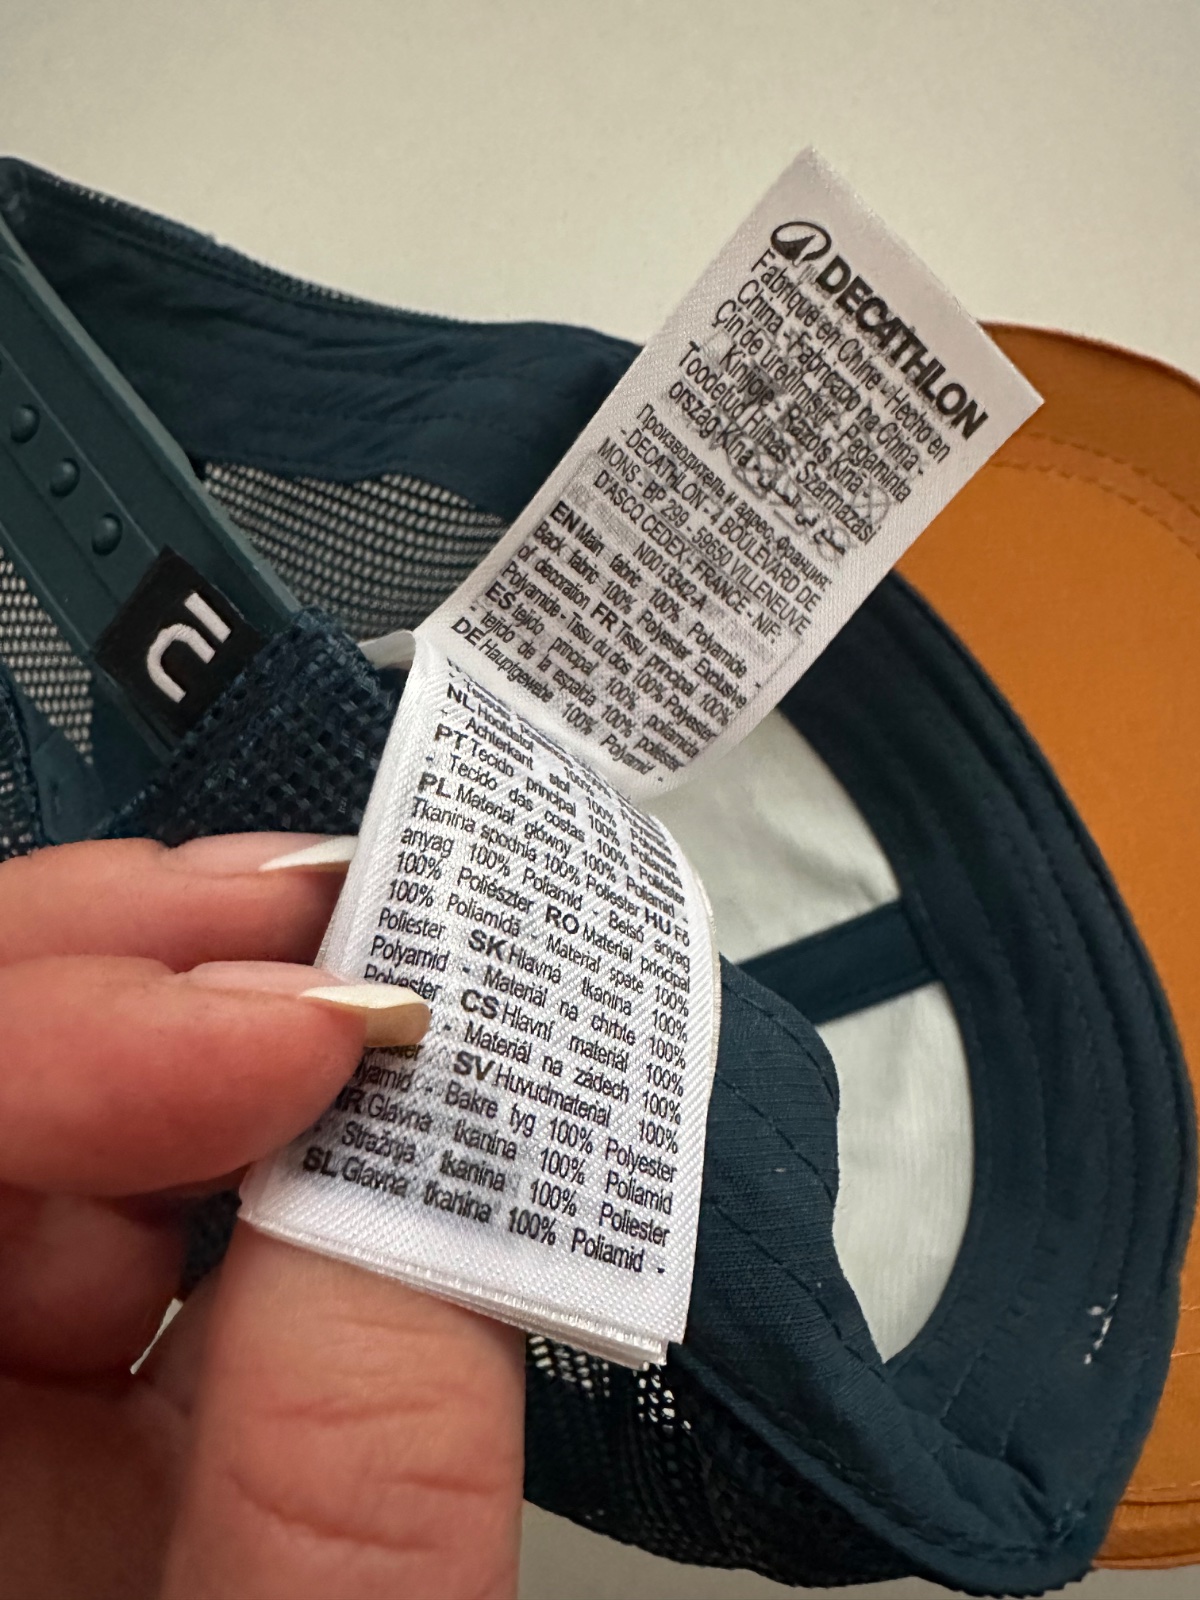 DECATHLON
Fabriqué en Chine - Hecho en
China - Fabricado na China -
Çin'de üretilmiştir - Pagaminta
Kinijoje - Ražots Ķīnā -
Toodetud Hiinas - Származási
ország Kína
Производитель и адрес, Франция:
- DECATHLON - 4 BOULEVARD DE
MONS - BP 299 - 59650 VILLENEUVE
D'ASCQ CEDEX - FRANCE - NIF:
N0013342-A
EN Main fabric 100% Polyamide -
Back fabric 100% Polyester Exclusive
of decoration FR Tissu principal 100%
Polyamide - Tissu du dos 100% Polyester
ES tejido principal 100% poliamida
- tejido de la espalda 100% poliéster
DE Hauptgewebe 100% Polyamid -
NL Hoofdstof 100%
- Achterkant stof 100%
PT Tecido principal 100% Poliamida
- Tecido das costas 100% Poliéster
PL Materiał główny 100% Poliamid -
Tkanina spodnia 100% Poliester HU Fő
anyag 100% Poliamid - Belső anyag
100% Poliészter RO Material principal
100% Poliamidă - Material spate 100%
Poliester SK Hlavná tkanina 100%
Polyamid - Materiál na chrbte 100%
Polyester CS Hlavní materiál 100%
- Materiál na zádech 100%
SV Huvudmaterial 100%
- Bakre tyg 100% Polyester
HR Glavna tkanina 100% Poliamid
Stražnja tkanina 100% Poliester
SL Glavna tkanina 100% Poliamid -